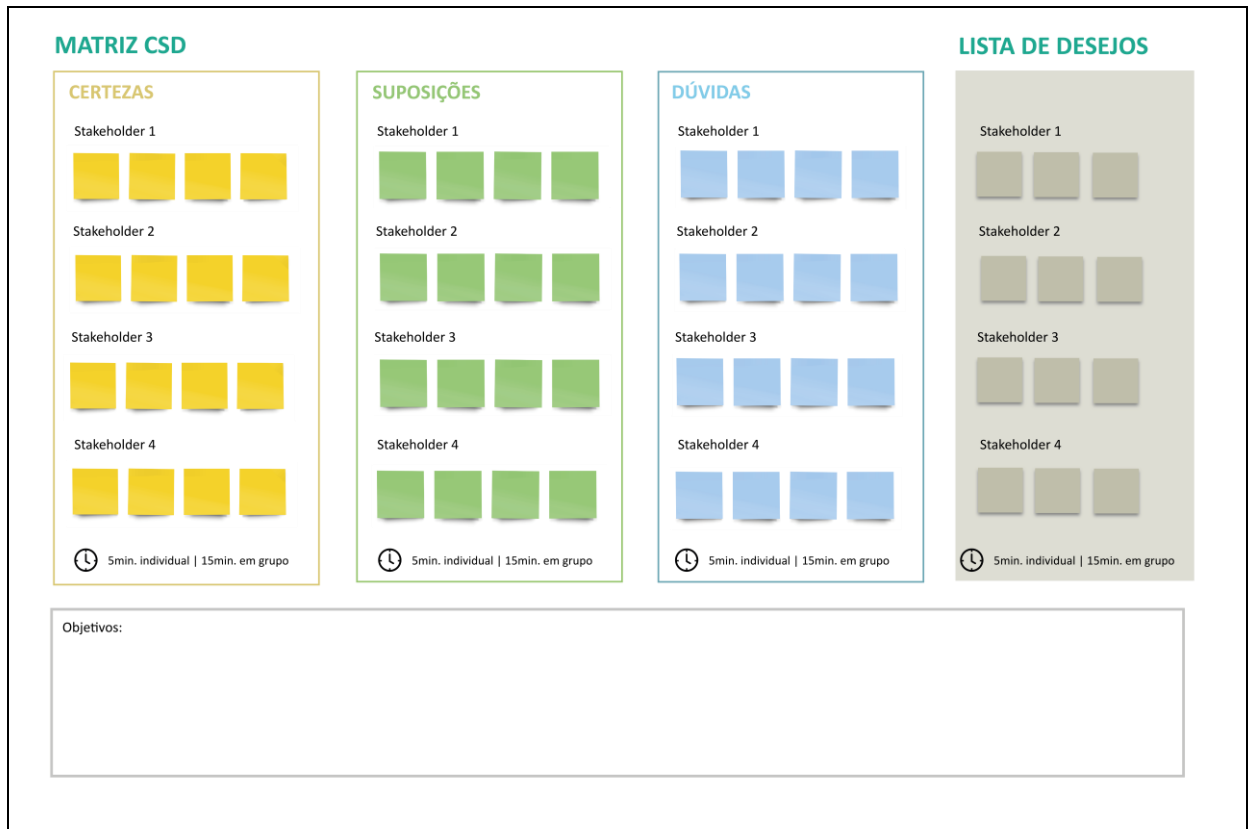 MATRIZ CSD
CERTEZAS
Stakeholder 1
Stakeholder 2
Stakeholder 3
Stakeholder 4
5min. individual | 15min. em grupo
SUPOSIÇÕES
Stakeholder 1
Stakeholder 2
Stakeholder 3
Stakeholder 4
5min. individual | 15min. em grupo
DÚVIDAS
Stakeholder 1
Stakeholder 2
Stakeholder 3
Stakeholder 4
5min. individual | 15min. em grupo
LISTA DE DESEJOS
Stakeholder 1
Stakeholder 2
Stakeholder 3
Stakeholder 4
5min. individual | 15min. em grupo
Objetivos: